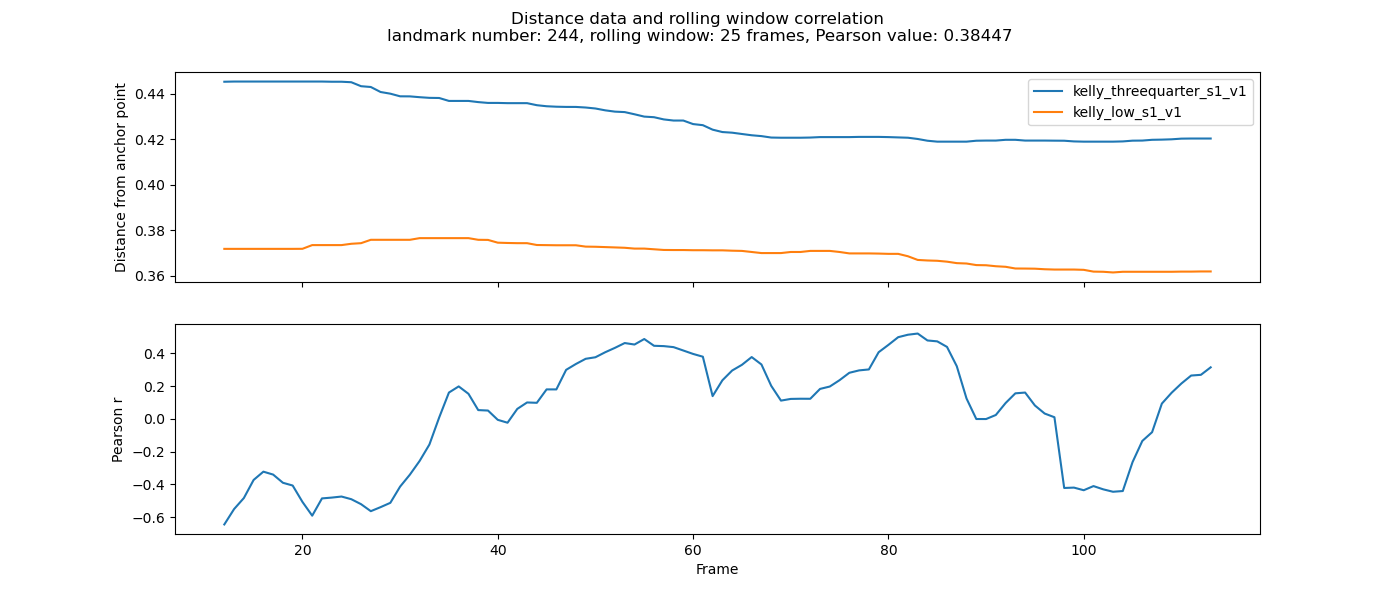 Distance data and rolling window correlation
landmark number: 244, rolling window: 25 frames, Pearson value: 0.38447
Distance from anchor point
0.44
0.42
0.40
0.38
0.36
kelly_threequarter_s1_v1
kelly_low_s1_v1
Pearson r
0.4
0.2
0.0
−0.2
−0.4
−0.6
20
40
60
80
100
Frame